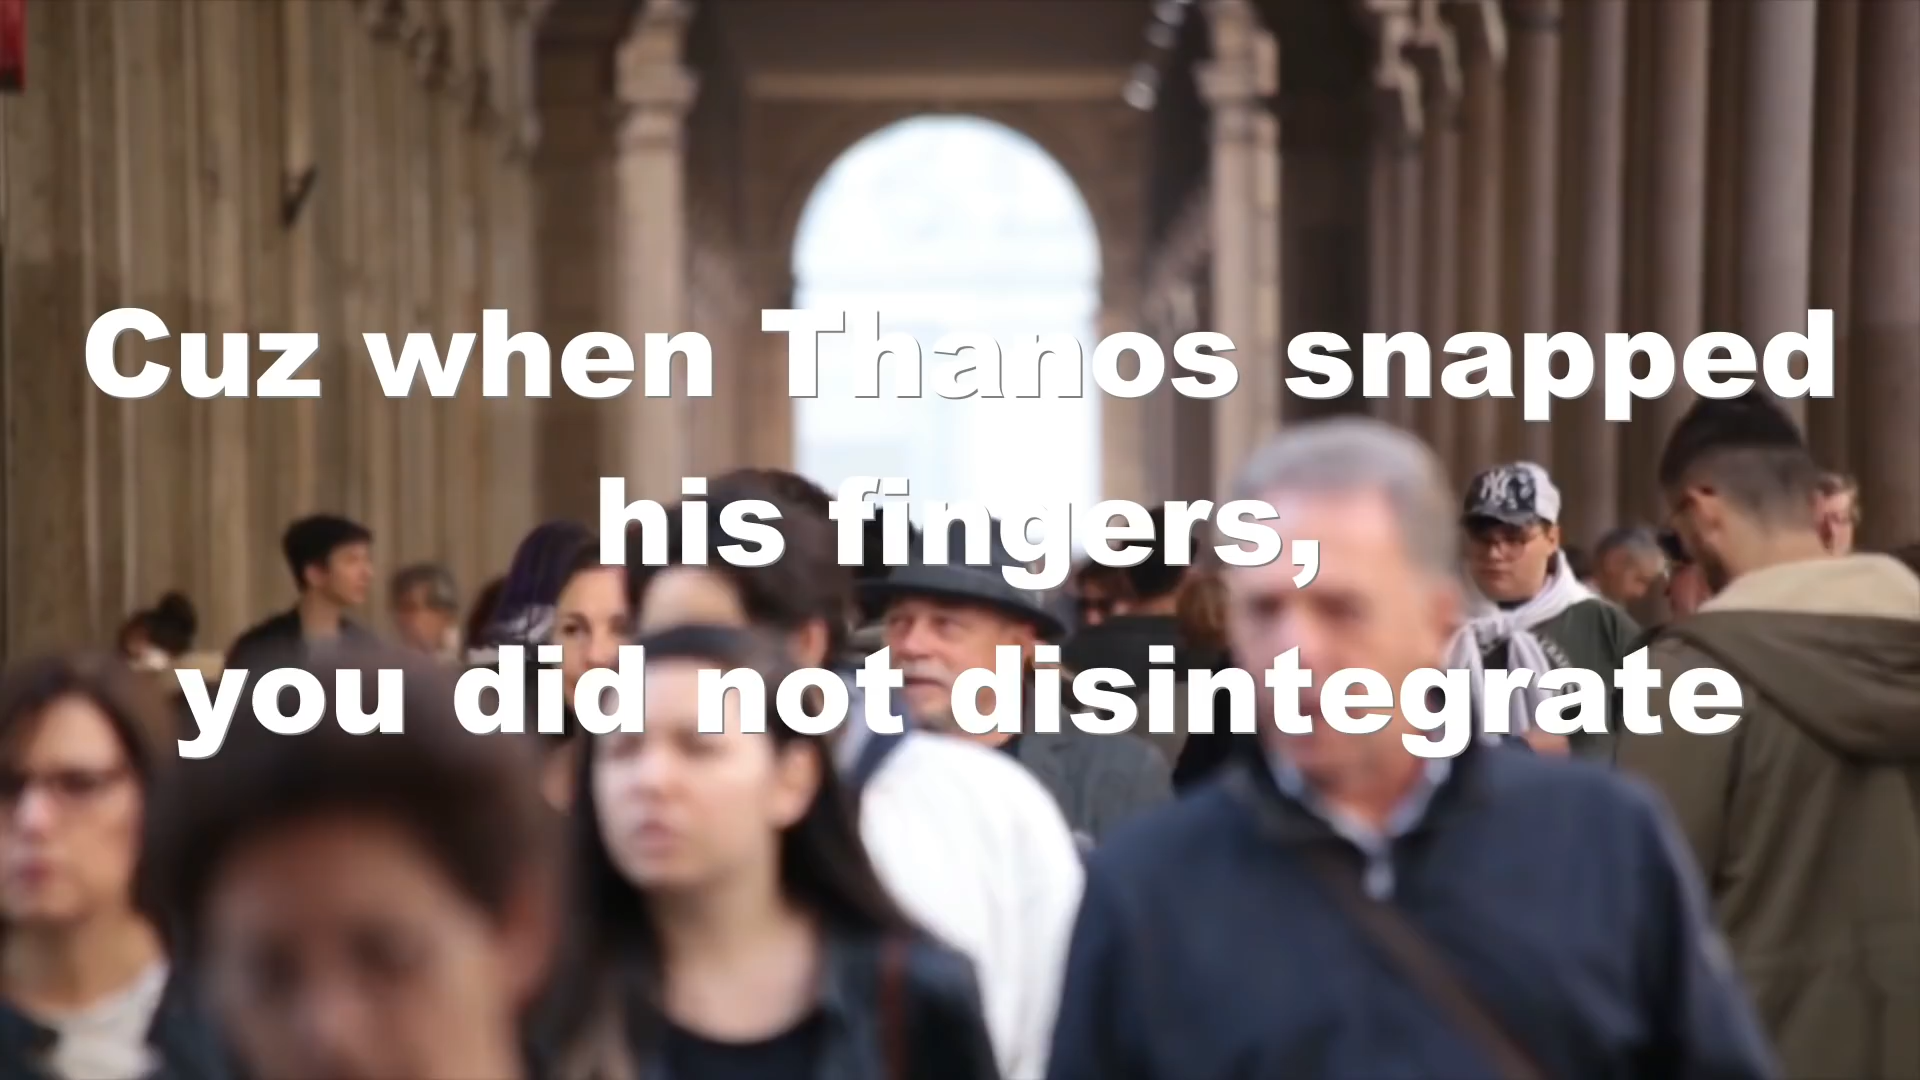 Cuz when Thanos snapped
his fingers,
you did not disintegrate